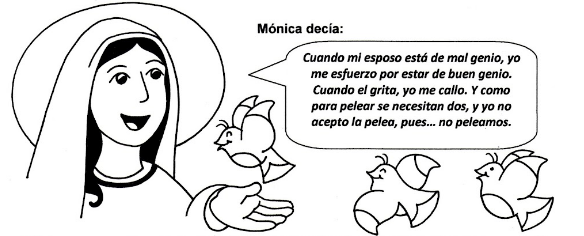 Mónica decía:
Cuando mi esposo está de mal genio, yo
me esfuerzo por estar de buen genio.
Cuando el grita, yo me callo. Y como
para pelear se necesitan dos, y yo no
acepto la pelea, pues... no peleamos.